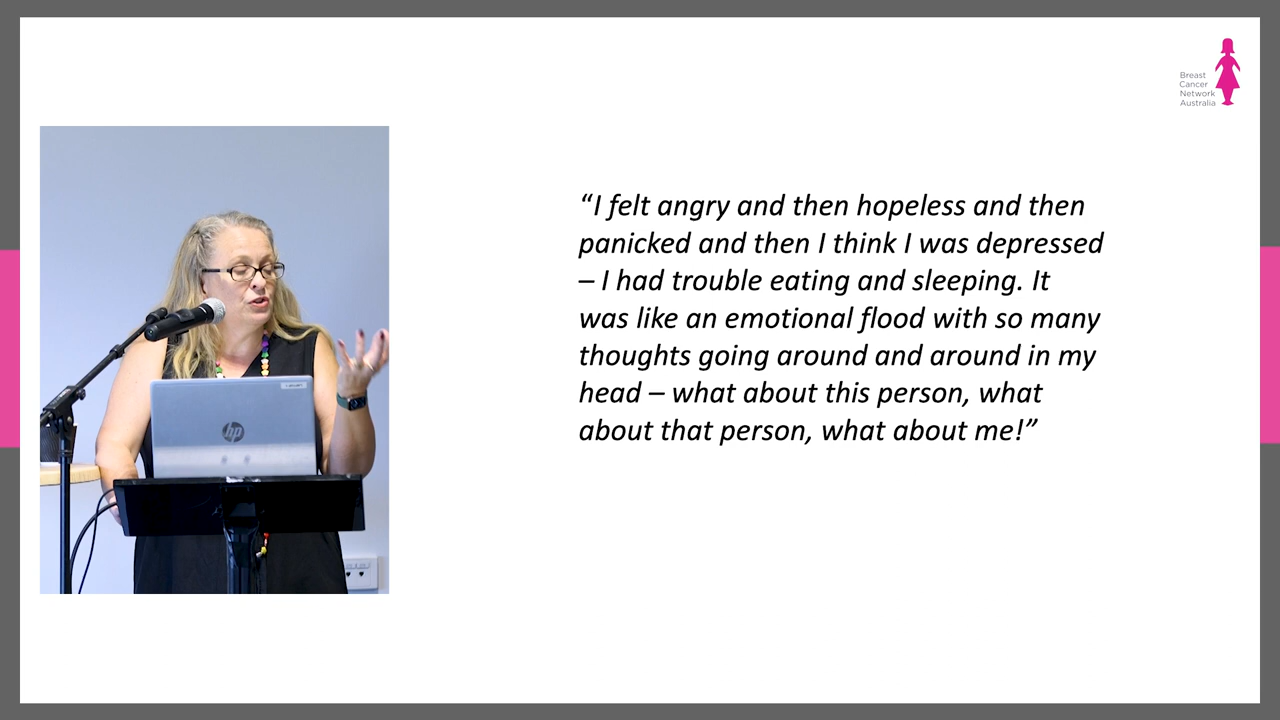 Breast
Cancer
Network
Australia
“I felt angry and then hopeless and then
panicked and then I think I was depressed
– I had trouble eating and sleeping. It
was like an emotional flood with so many
thoughts going around and around in my
head – what about this person, what
about that person, what about me!”
hp